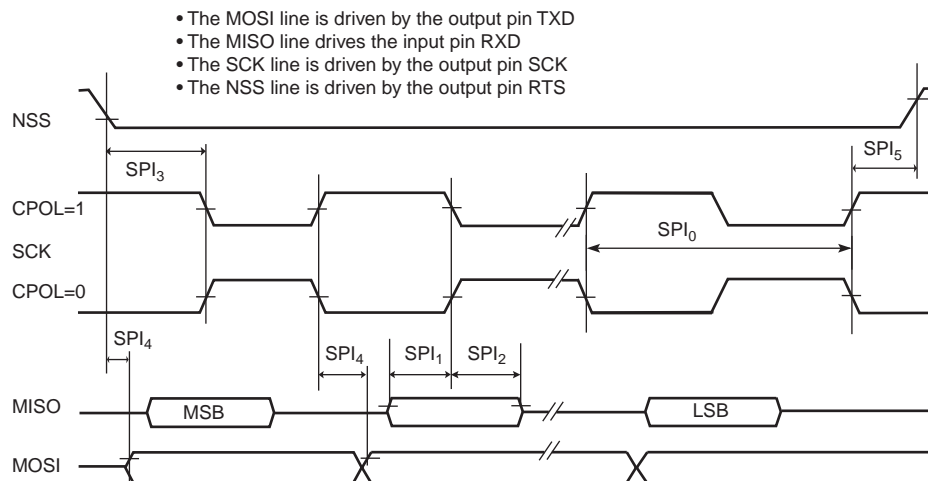 • The MOSI line is driven by the output pin TXD
• The MISO line drives the input pin RXD
• The SCK line is driven by the output pin SCK
• The NSS line is driven by the output pin RTS
NSS
SPI3
SPI5
CPOL=1
SCK
SPI0
CPOL=0
SPI4
SPI4
SPI1
SPI2
MISO
MSB
LSB
MOSI